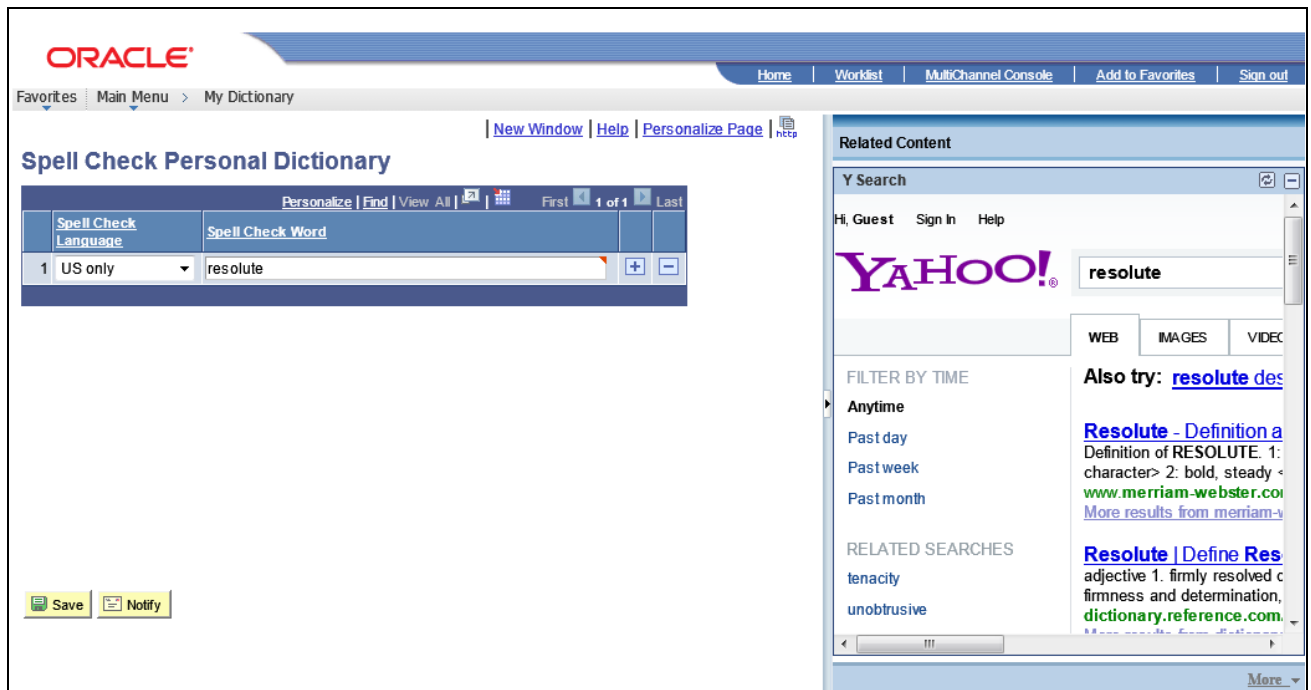 ORACLE®
Home | Worklist | MultiChannel Console | Add to Favorites | Sign out
Favorites Main Menu > My Dictionary
New Window | Help | Personalize Page | http
Spell Check Personal Dictionary
Personalize | Find | View All | First 1 of 1 Last
Spell Check Language Spell Check Word
1 US only resolute + −
Save Notify
Related Content
Y Search
Hi, Guest Sign In Help
YAHOO!® resolute
WEB IMAGES VIDEO
FILTER BY TIME
Anytime
Past day
Past week
Past month
RELATED SEARCHES
tenacity
unobtrusive
Also try: resolute des
Resolute - Definition a
Definition of RESOLUTE. 1:
character> 2: bold, steady <
www.merriam-webster.co
More results from merriam-
Resolute | Define Res
adjective 1. firmly resolved
firmness and determination,
dictionary.reference.com.
More